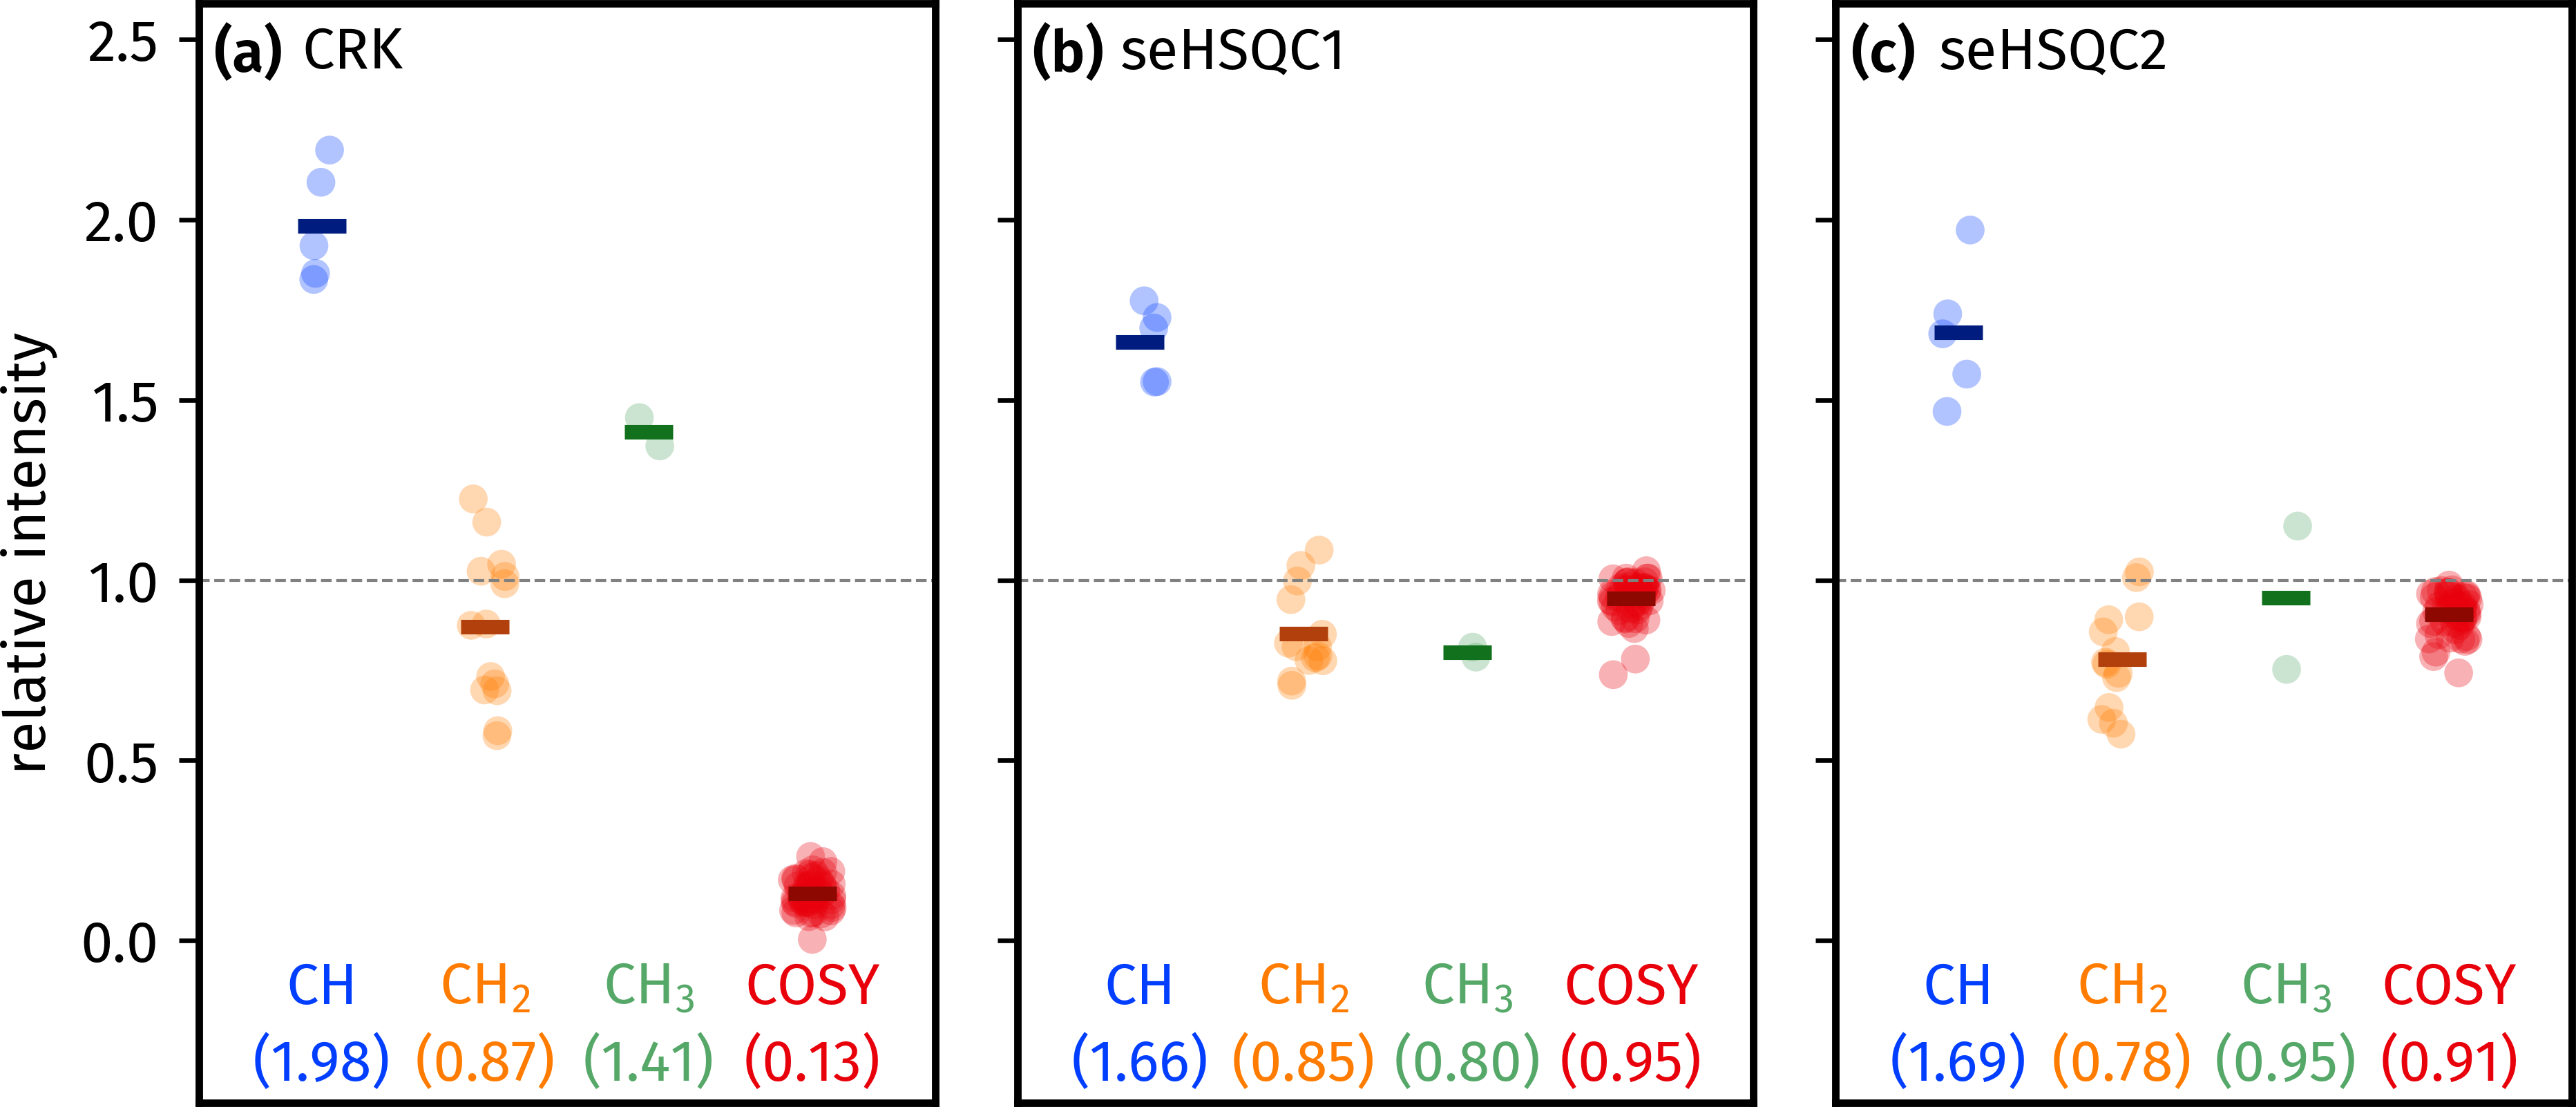 relative intensity
2.5
2.0
1.5
1.0
0.5
0.0
(a) CRK
CH CH₂ CH₃ COSY
(1.98) (0.87) (1.41) (0.13)
(b) seHSQC1
CH CH₂ CH₃ COSY
(1.66) (0.85) (0.80) (0.95)
(c) seHSQC2
CH CH₂ CH₃ COSY
(1.69) (0.78) (0.95) (0.91)